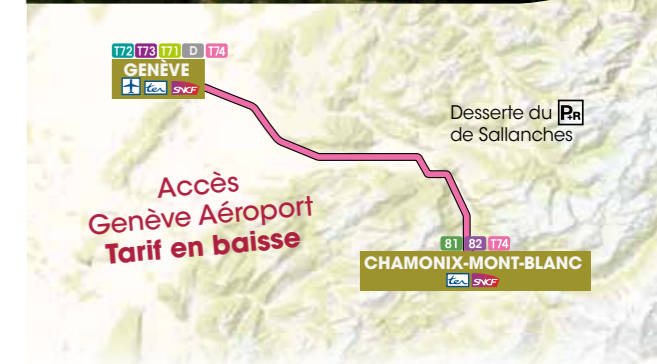 T72 T73 T71 D T74
GENÈVE
ter SNCF
Desserte du P+R
de Sallanches
Accès
Genève Aéroport
Tarif en baisse
81 82 T74
CHAMONIX-MONT-BLANC
ter SNCF